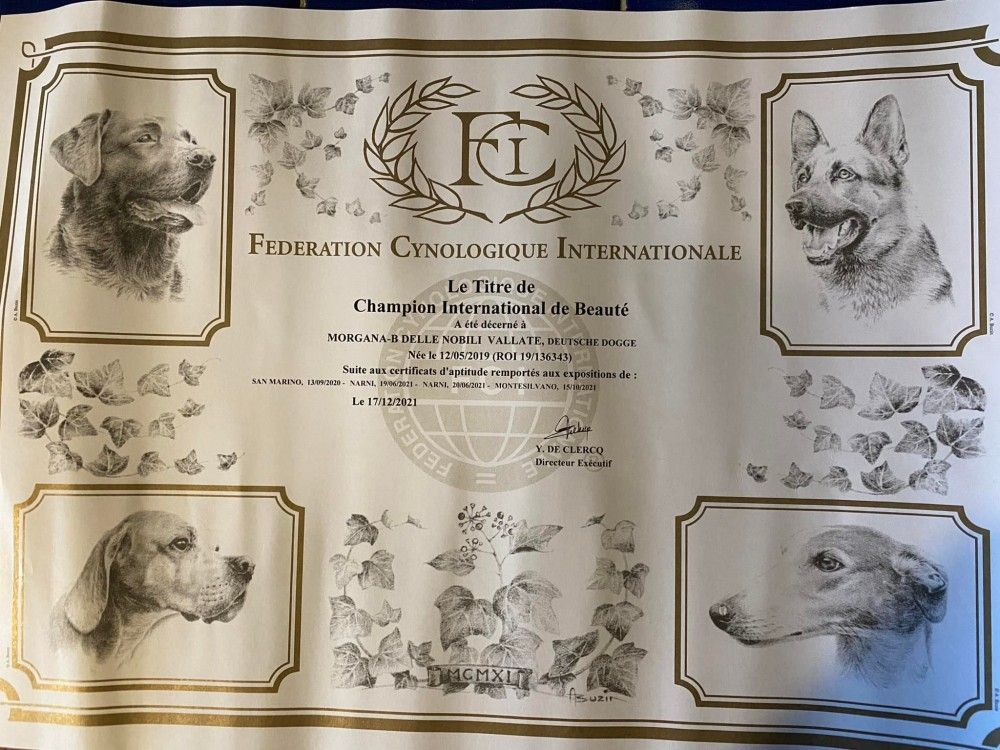 FCI
FEDERATION CYNOLOGIQUE INTERNATIONALE
Le Titre de
Champion International de Beauté
A été décerné à
MORGANA-B DELLE NOBILI VALLATE, DEUTSCHE DOGGE
Née le 12/05/2019 (ROI 19/136343)
Suite aux certificats d'aptitude remportés aux expositions de :
SAN MARINO, 13/09/2020 - NARNI, 19/06/2021 - NARNI, 20/06/2021 - MONTESILVANO, 15/10/2021
Le 17/12/2021
Y. DE CLERCQ
Directeur Exécutif
MCMXI